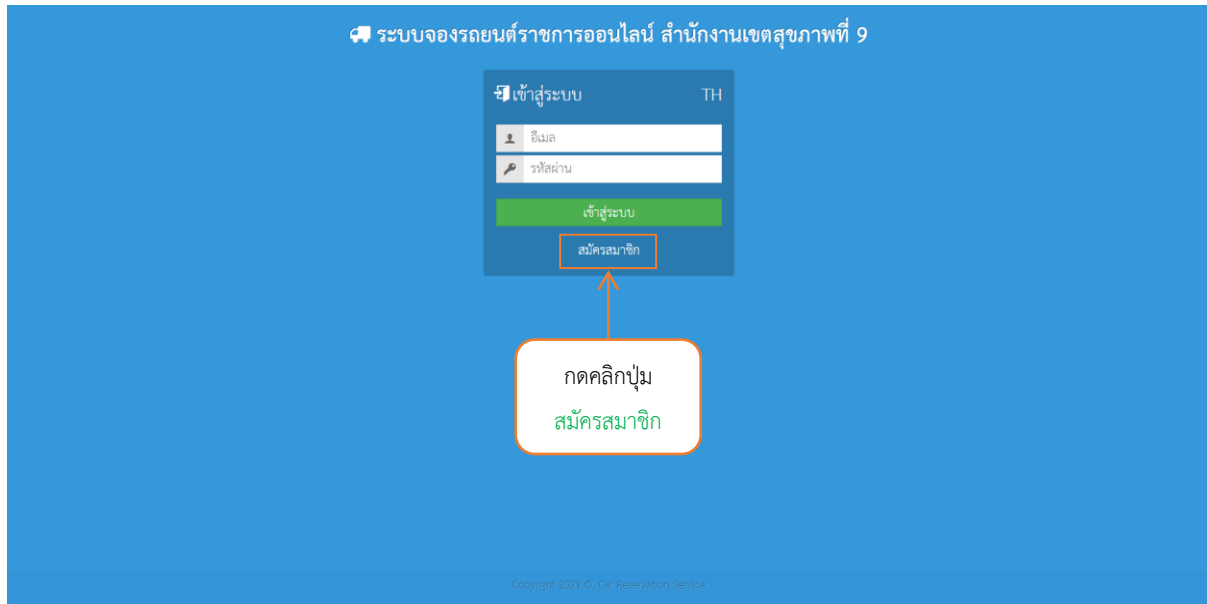 ระบบจองรถยนต์ราชการออนไลน์ สำนักงานเขตสุขภาพที่ 9
เข้าสู่ระบบ TH
อีเมล
รหัสผ่าน
เข้าสู่ระบบ
สมัครสมาชิก
กดคลิกปุ่ม
สมัครสมาชิก
Copyright 2021 ©. Car Reservation Service